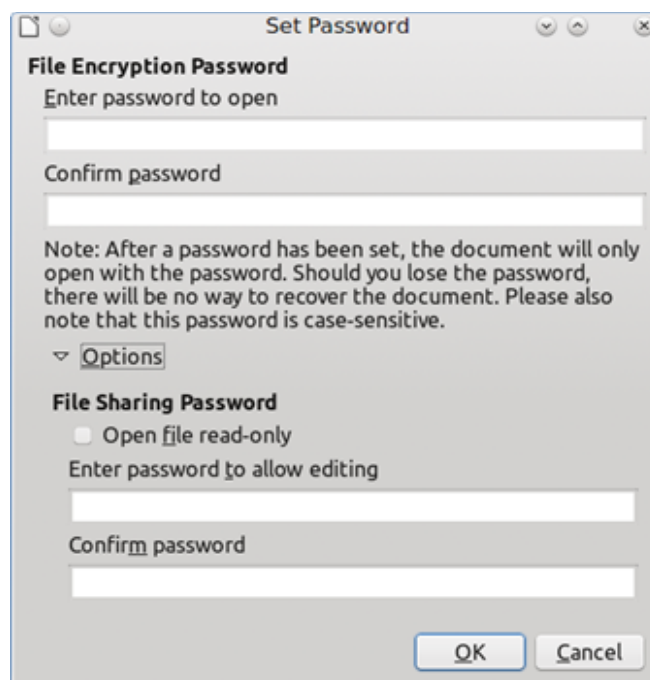 Set Password
File Encryption Password
Enter password to open
Confirm password
Note: After a password has been set, the document will only
open with the password. Should you lose the password,
there will be no way to recover the document. Please also
note that this password is case-sensitive.
Options
File Sharing Password
Open file read-only
Enter password to allow editing
Confirm password
OK Cancel